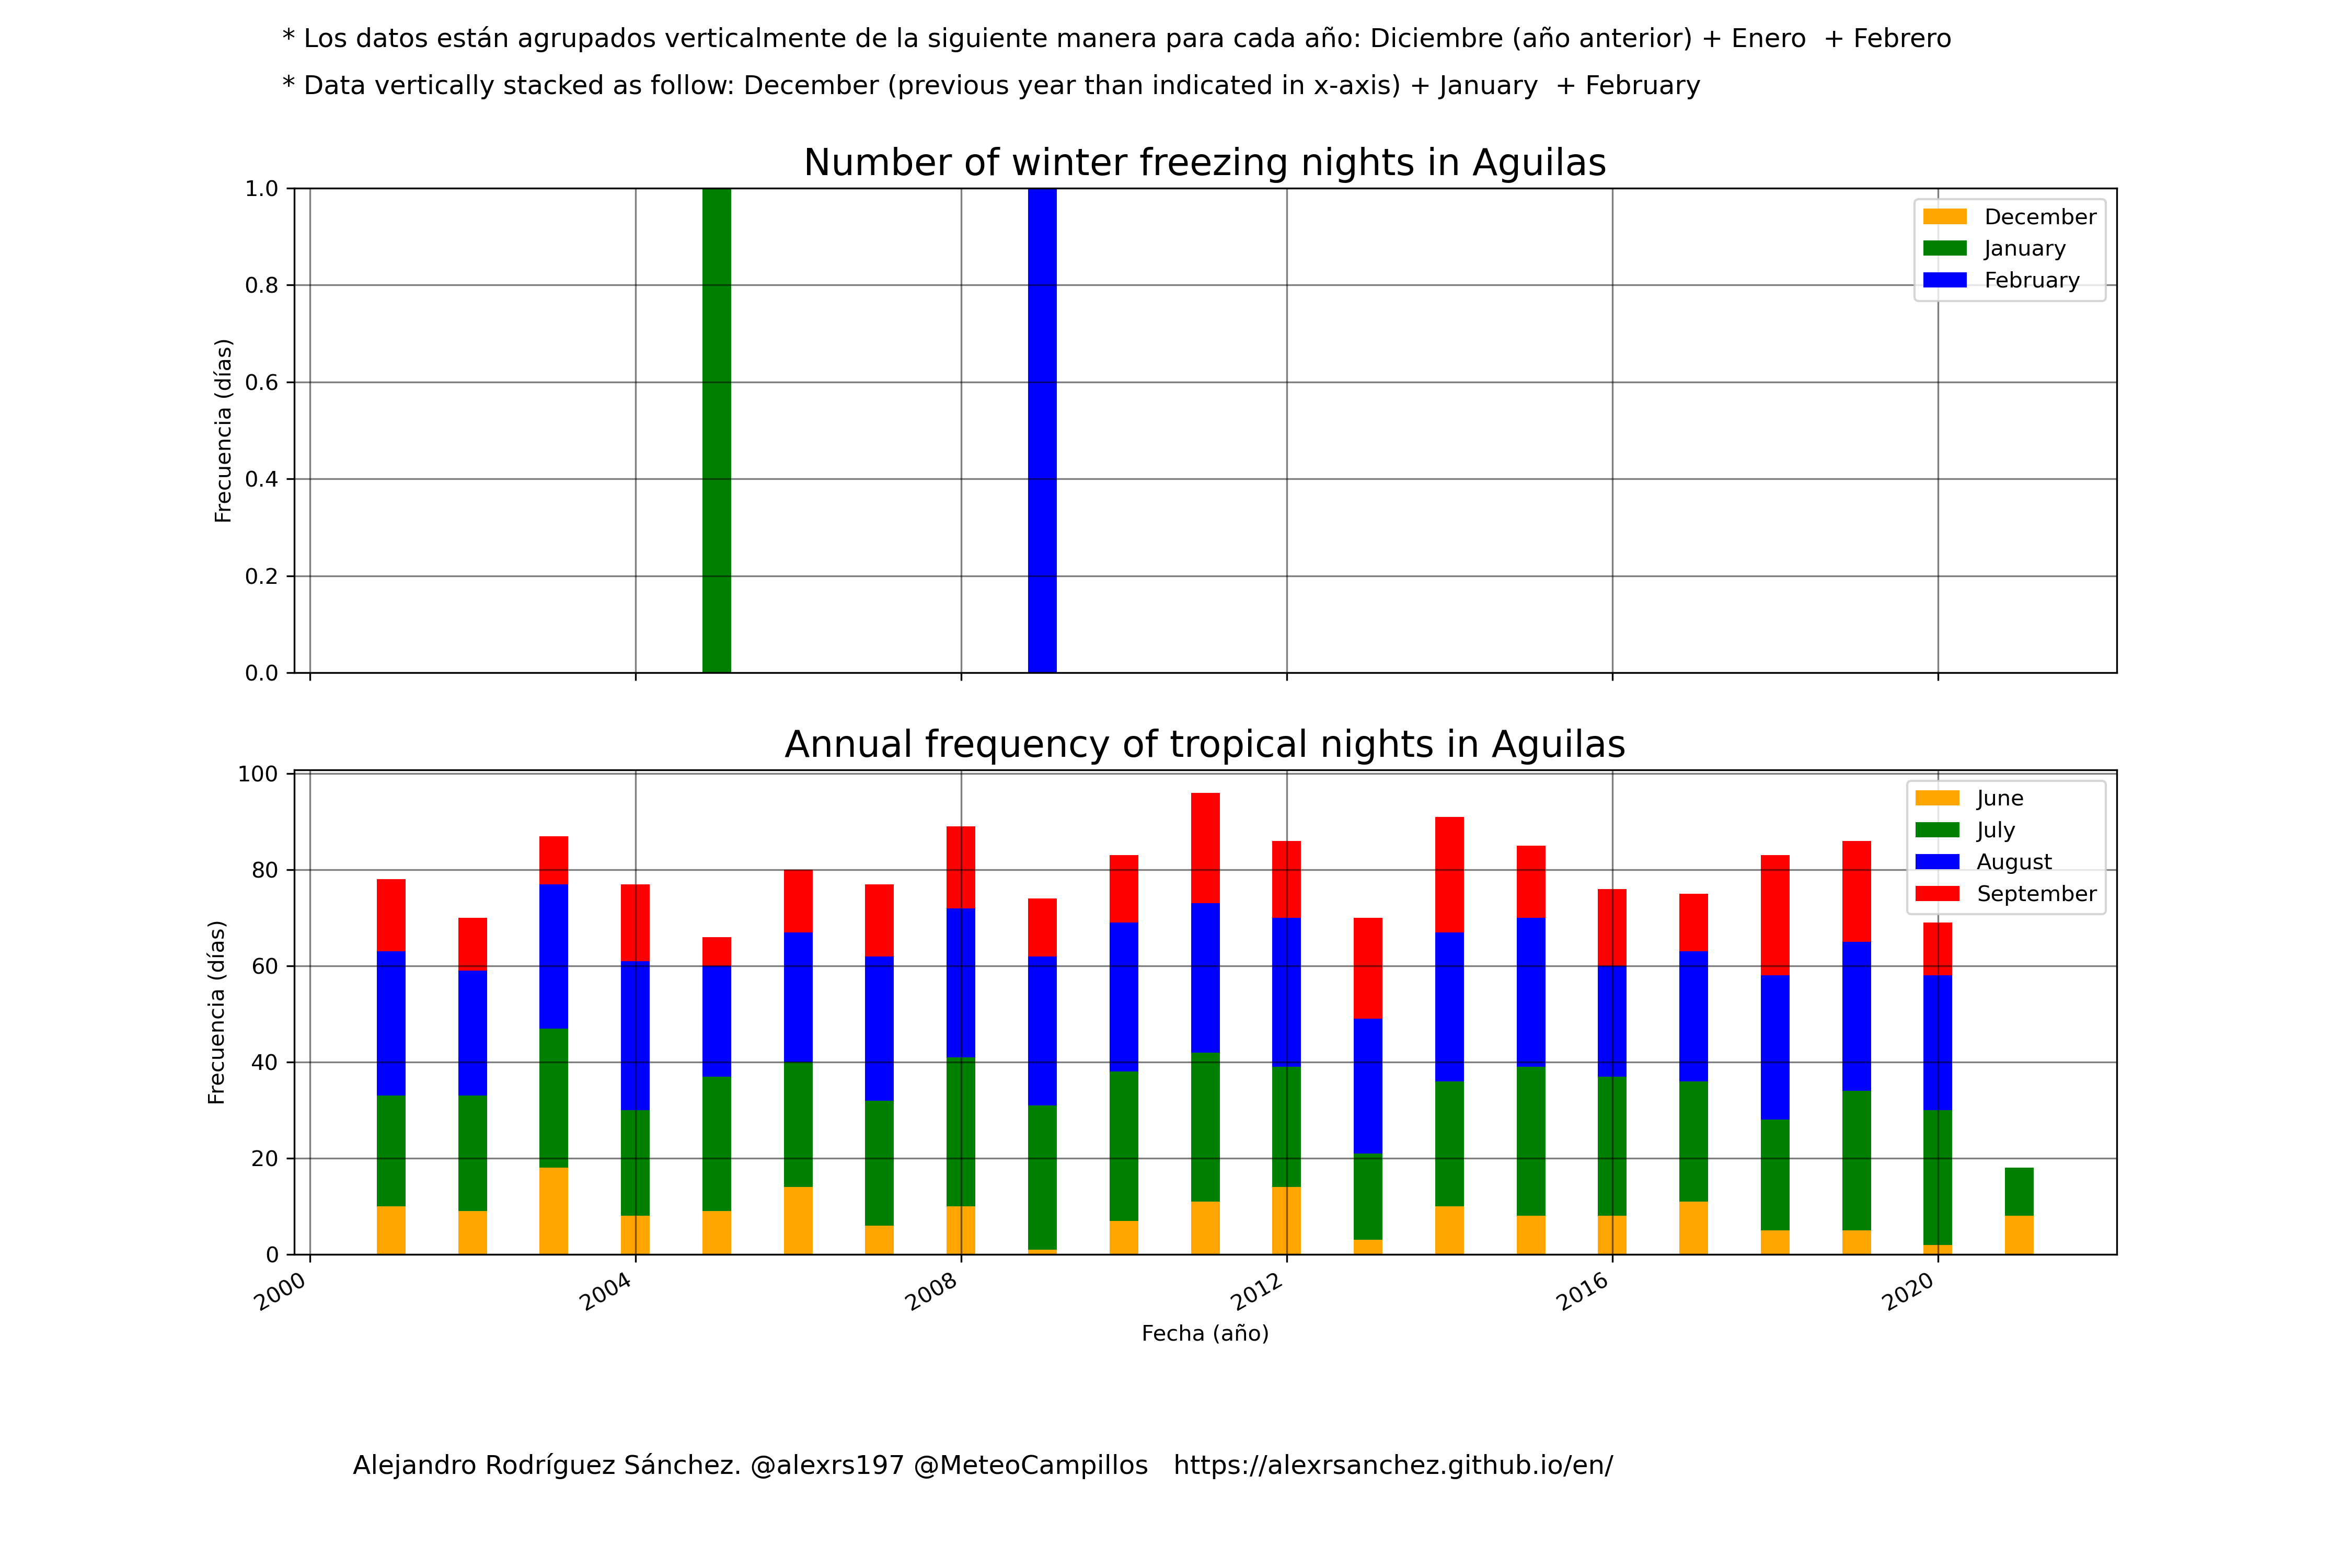 * Los datos están agrupados verticalmente de la siguiente manera para cada año: Diciembre (año anterior) + Enero  + Febrero
* Data vertically stacked as follow: December (previous year than indicated in x-axis) + January  + February
Number of winter freezing nights in Aguilas
1.0
0.8
0.6
0.4
0.2
0.0
Frecuencia (días)
December
January
February
Annual frequency of tropical nights in Aguilas
100
80
60
40
20
0
Frecuencia (días)
June
July
August
September
2000
2004
2008
2012
2016
2020
Fecha (año)
Alejandro Rodríguez Sánchez. @alexrs197 @MeteoCampillos   https://alexrsanchez.github.io/en/